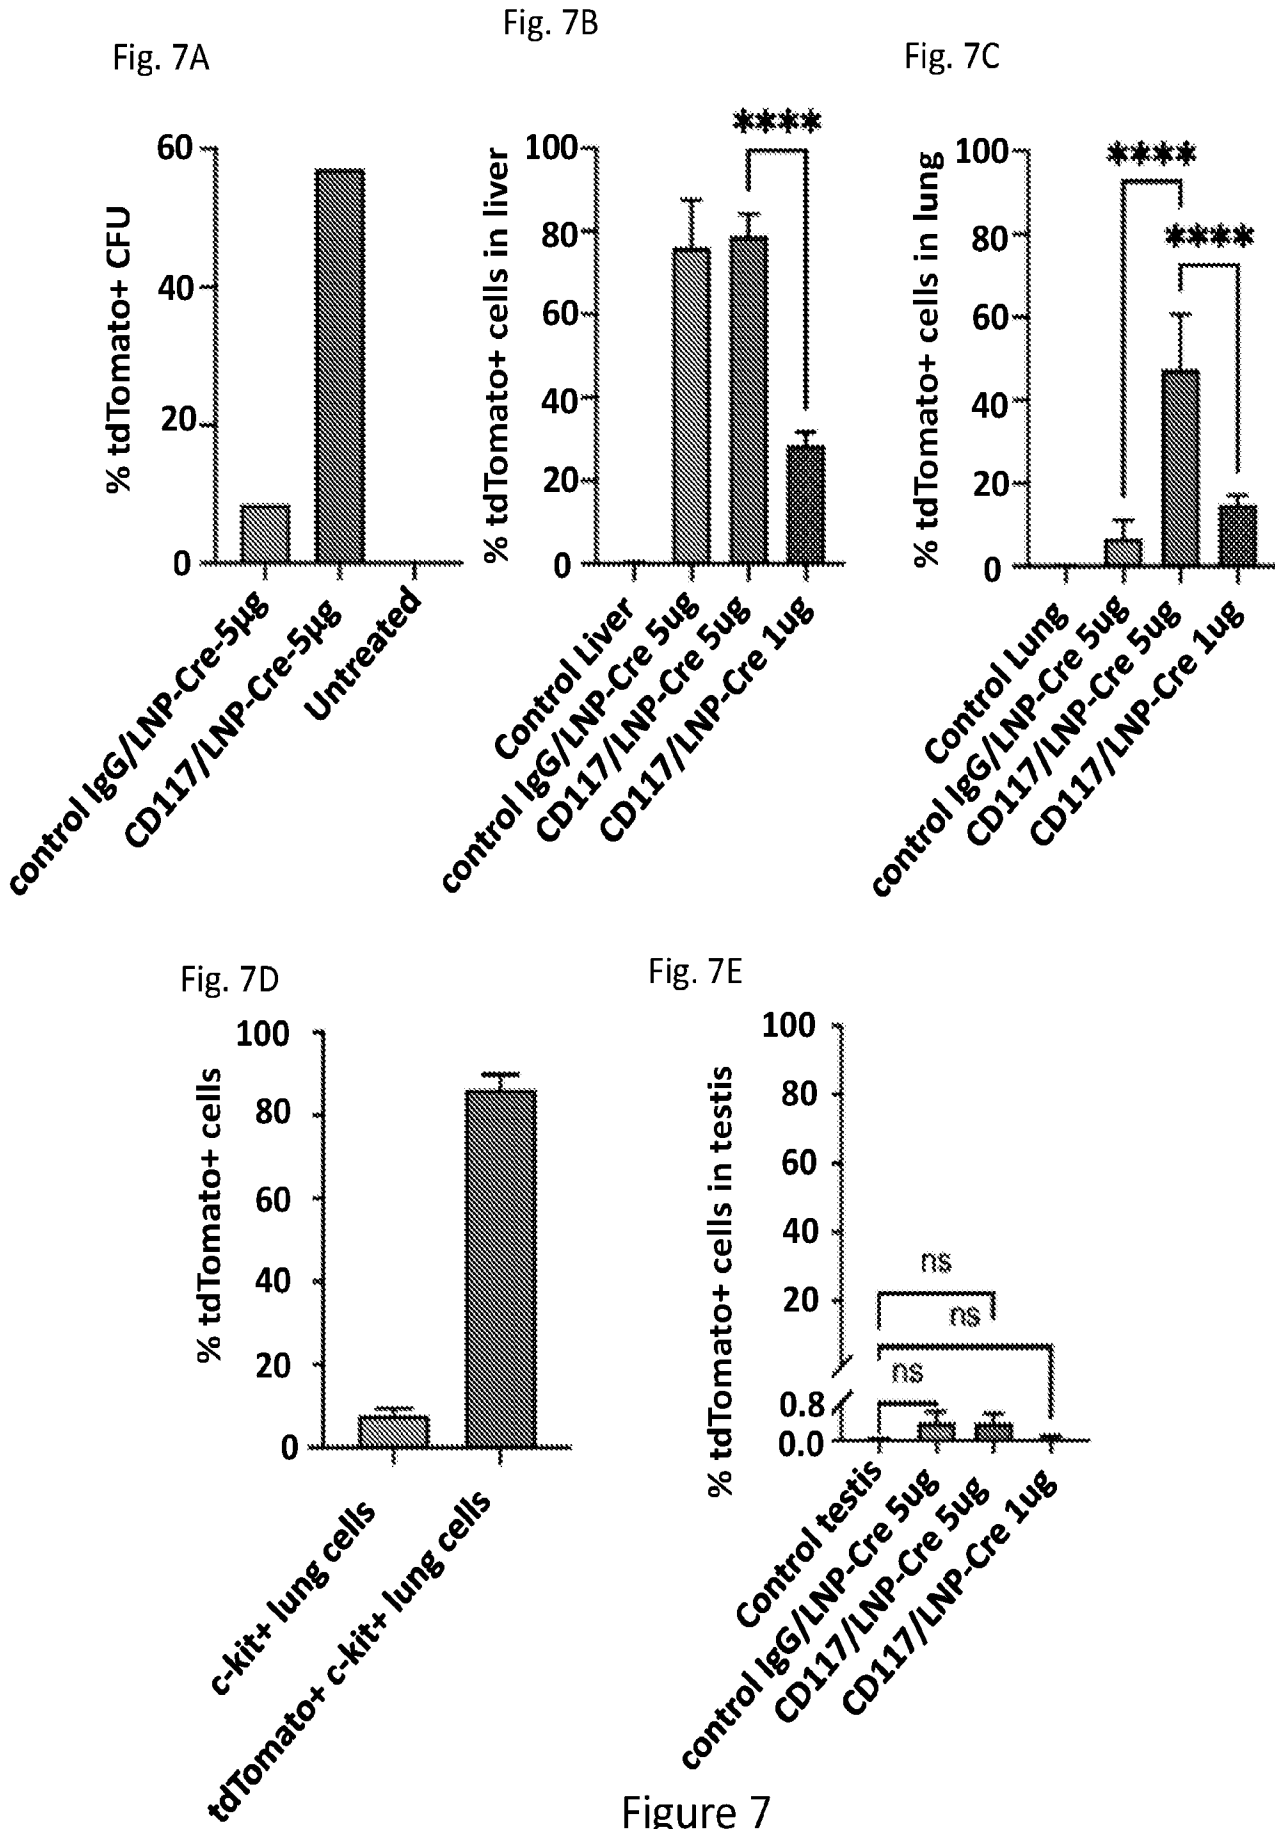 Fig. 7A
% tdTomato+ CFU
60
40
20
0
control IgG/LNP-Cre-5µg
CD117/LNP-Cre-5µg
Untreated
Fig. 7B
% tdTomato+ cells in liver
100
80
60
40
20
0
****
Control Liver
control IgG/LNP-Cre 5ug
CD117/LNP-Cre 5ug
CD117/LNP-Cre 1ug
Fig. 7C
% tdTomato+ cells in lung
100
80
60
40
20
0
****
****
Control Lung
control IgG/LNP-Cre 5ug
CD117/LNP-Cre 5ug
CD117/LNP-Cre 1ug
Fig. 7D
% tdTomato+ cells
100
80
60
40
20
0
c-kit+ lung cells
tdTomato+ c-kit+ lung cells
Fig. 7E
% tdTomato+ cells in testis
100
80
60
40
20
0.8
0.0
ns
ns
ns
Control testis
control IgG/LNP-Cre 5ug
CD117/LNP-Cre 5ug
CD117/LNP-Cre 1ug
Figure 7